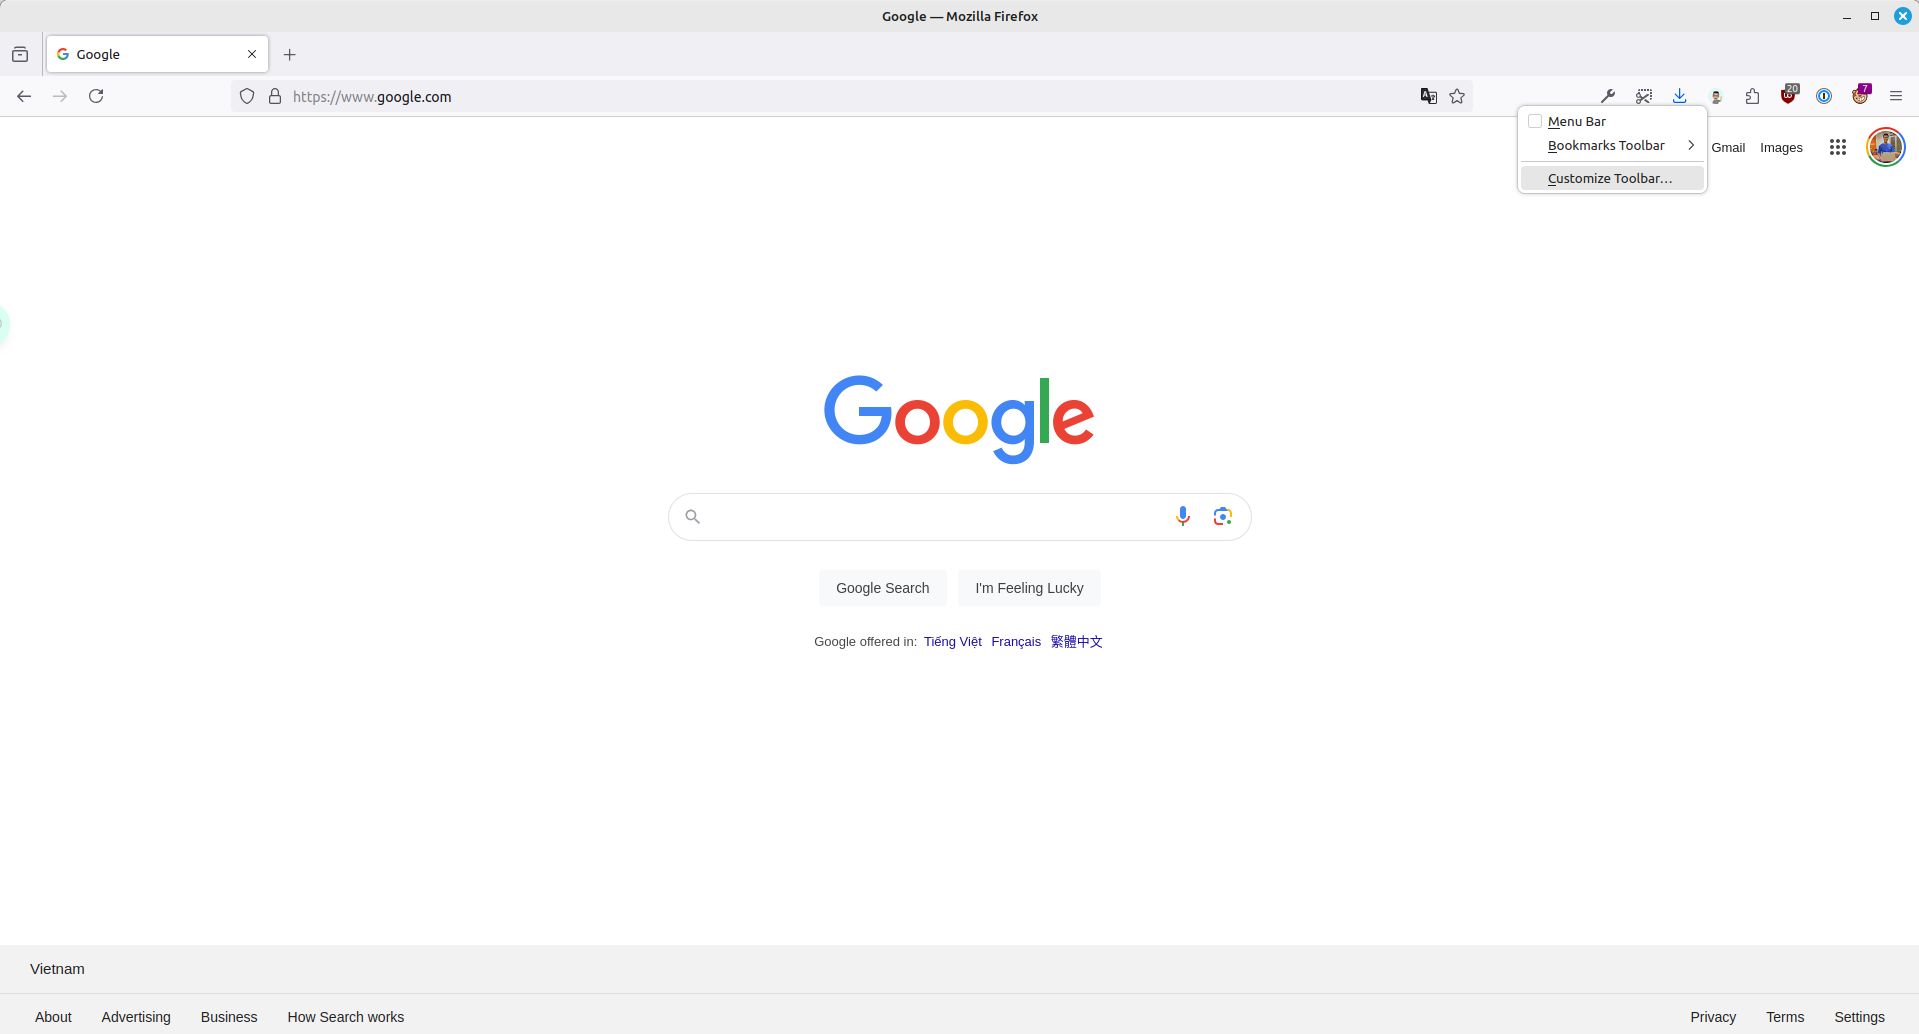 Google — Mozilla Firefox
Google
https://www.google.com
20
7
Menu Bar
Bookmarks Toolbar
Customize Toolbar…
Gmail Images
Google
Google Search I'm Feeling Lucky
Google offered in: Tiếng Việt Français 繁體中文
Vietnam
About Advertising Business How Search works Privacy Terms Settings